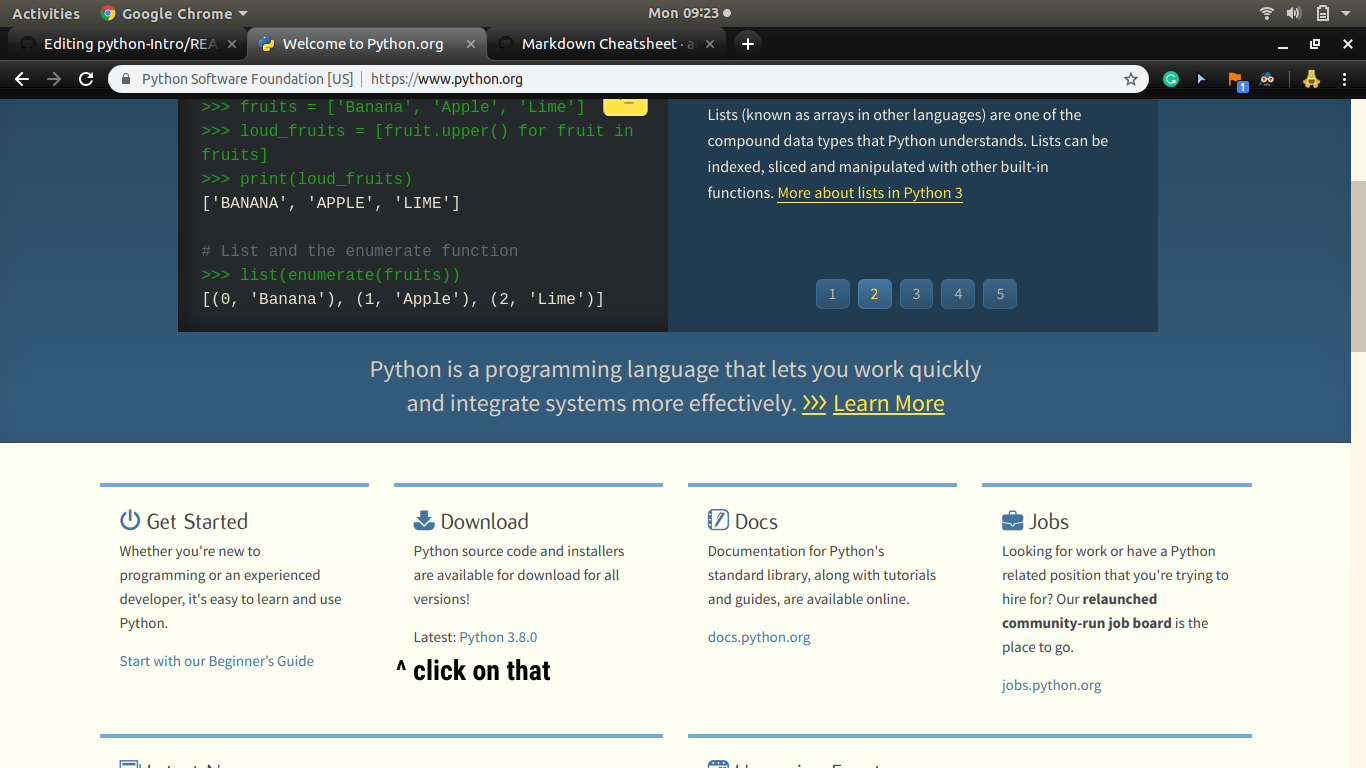 Activities Google Chrome Mon 09:23
Editing python-Intro/REA Welcome to Python.org Markdown Cheatsheet · a
Python Software Foundation [US] https://www.python.org
1
>>> fruits = ['Banana', 'Apple', 'Lime']
>>> loud_fruits = [fruit.upper() for fruit in
fruits]
>>> print(loud_fruits)
['BANANA', 'APPLE', 'LIME']
# List and the enumerate function
>>> list(enumerate(fruits))
[(0, 'Banana'), (1, 'Apple'), (2, 'Lime')]
Lists (known as arrays in other languages) are one of the
compound data types that Python understands. Lists can be
indexed, sliced and manipulated with other built-in
functions. More about lists in Python 3
1 2 3 4 5
Python is a programming language that lets you work quickly
and integrate systems more effectively. >>> Learn More
Get Started
Whether you're new to
programming or an experienced
developer, it's easy to learn and use
Python.
Start with our Beginner's Guide
Download
Python source code and installers
are available for download for all
versions!
Latest: Python 3.8.0
^ click on that
Docs
Documentation for Python's
standard library, along with tutorials
and guides, are available online.
docs.python.org
Jobs
Looking for work or have a Python
related position that you're trying to
hire for? Our relaunched
community-run job board is the
place to go.
jobs.python.org